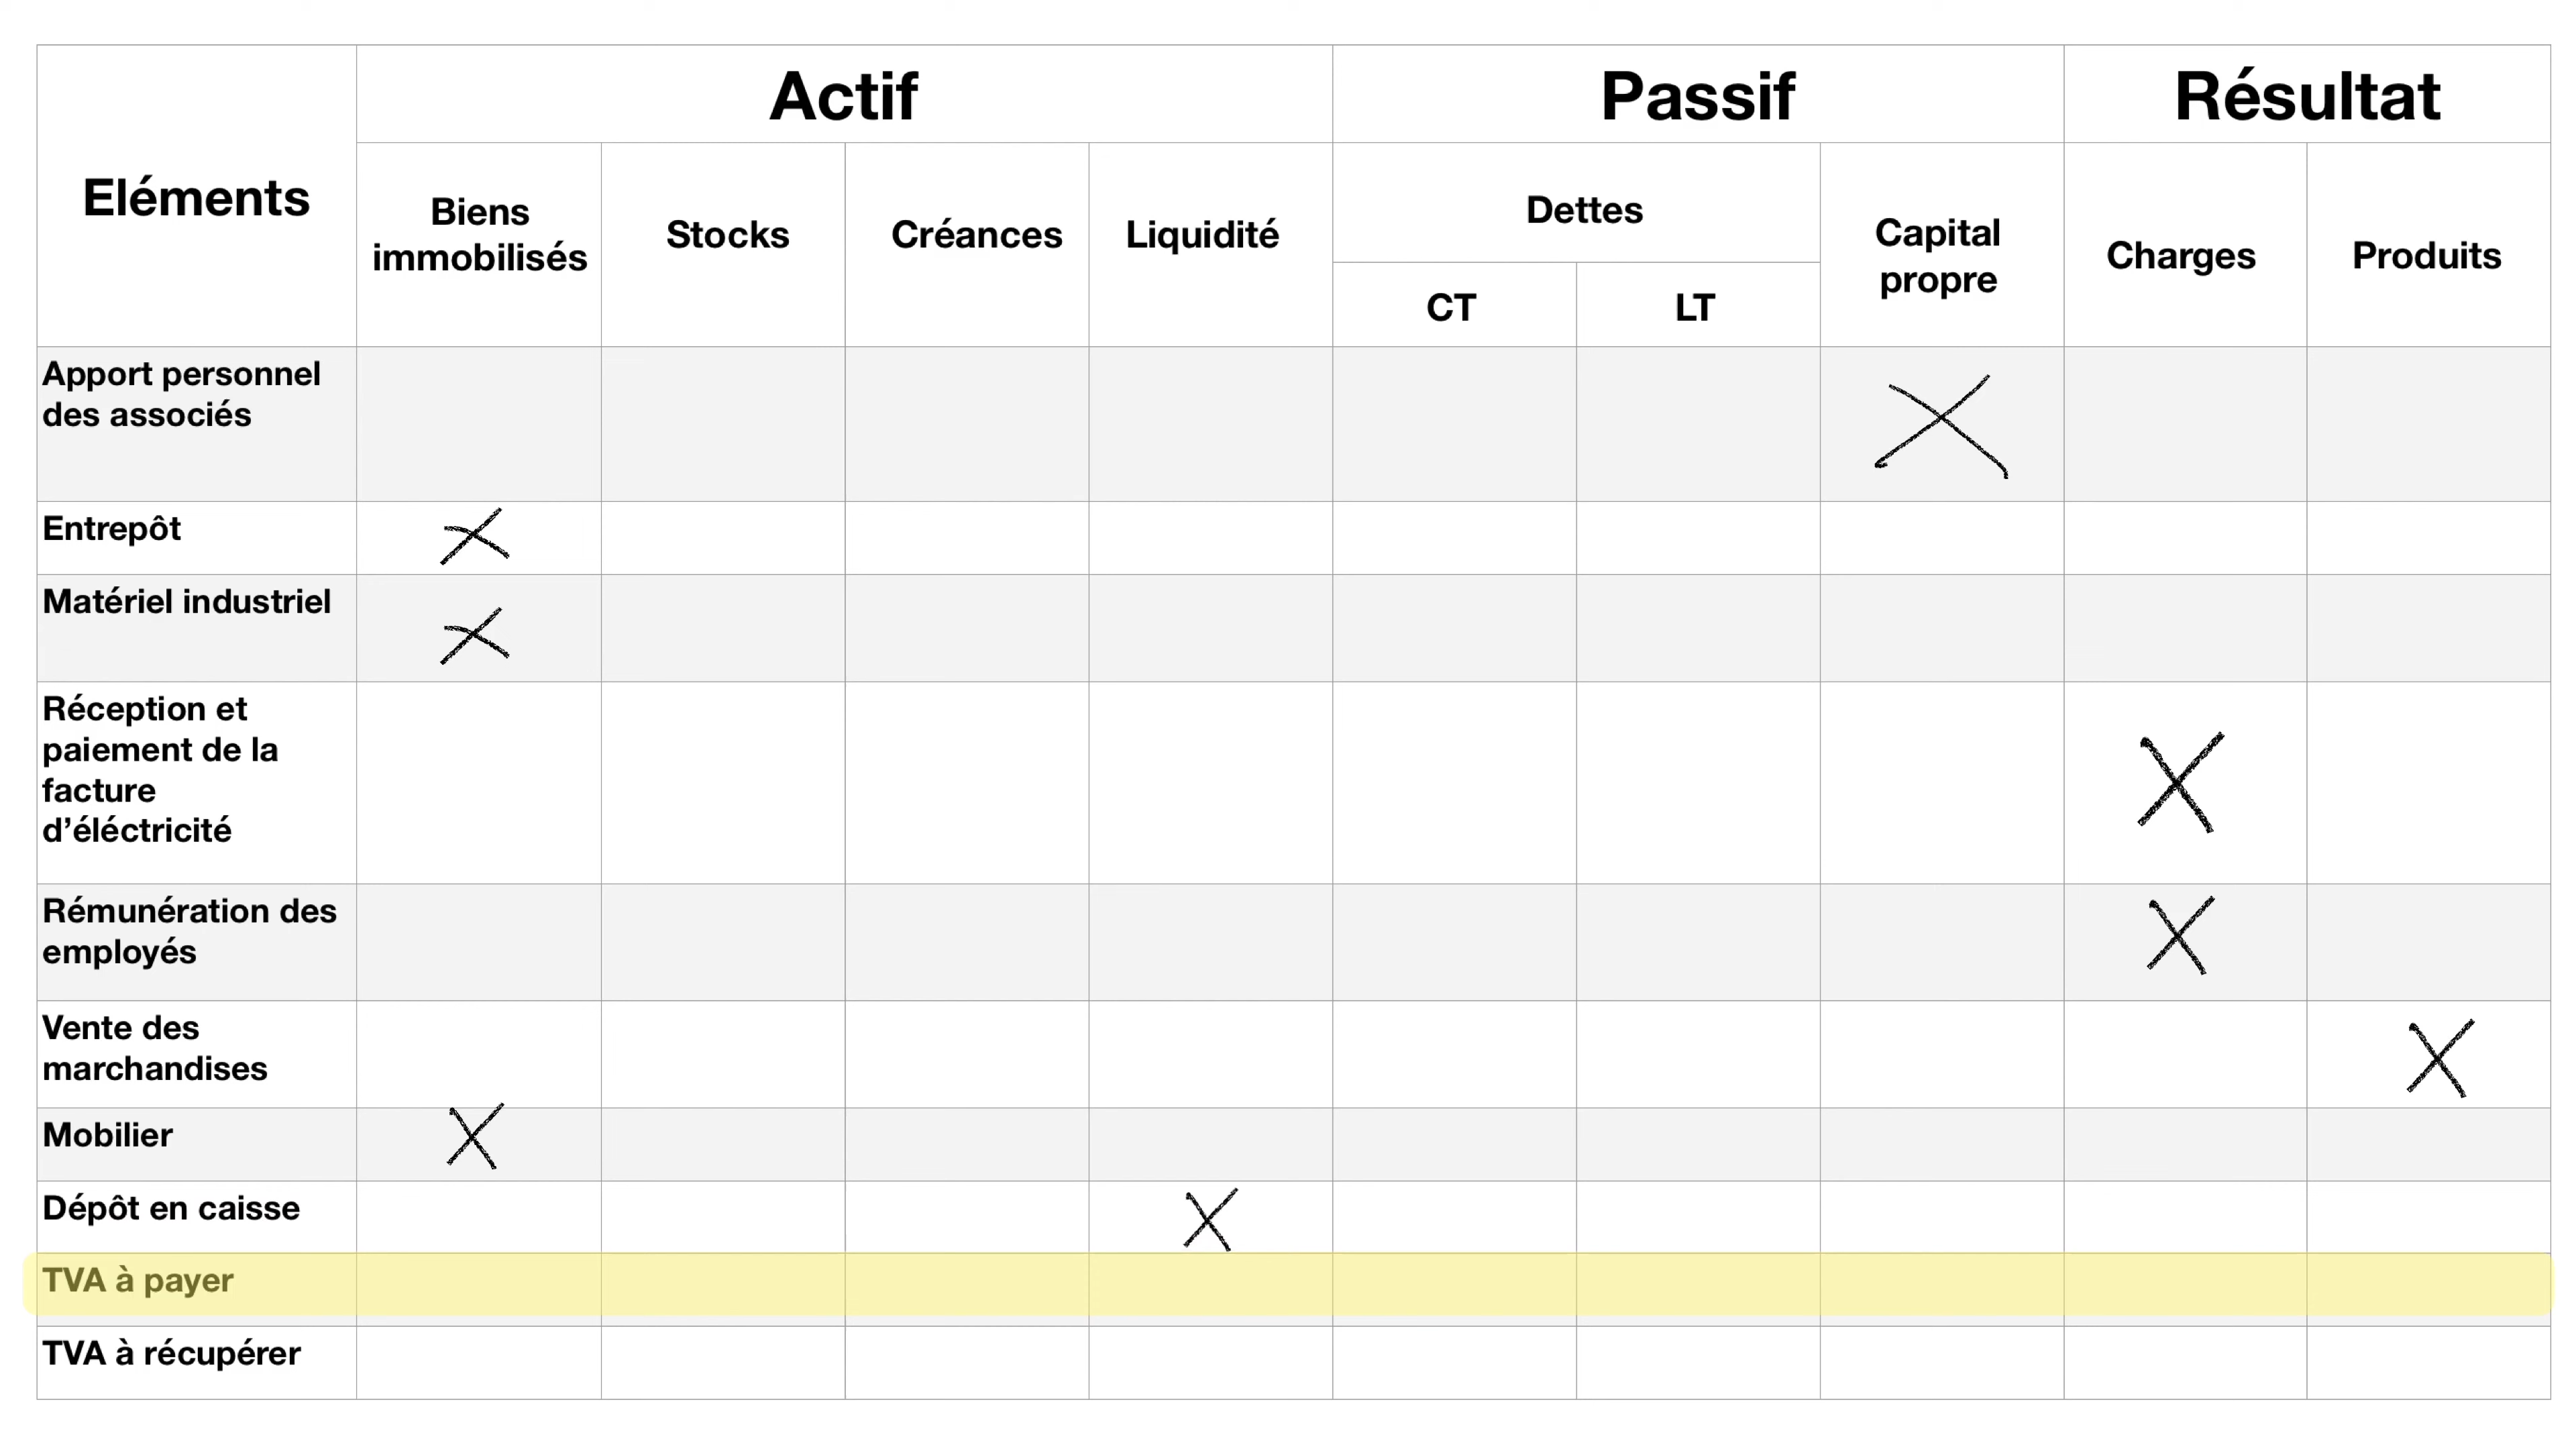 Eléments
Actif
Passif
Résultat
Biens
immobilisés
Stocks
Créances
Liquidité
Dettes
CT
LT
Capital
propre
Charges
Produits
Apport personnel
des associés
X
Entrepôt
X
Matériel industriel
X
Réception et
paiement de la
facture
d’éléctricité
X
Rémunération des
employés
X
Vente des
marchandises
X
Mobilier
X
Dépôt en caisse
X
TVA à payer
TVA à récupérer